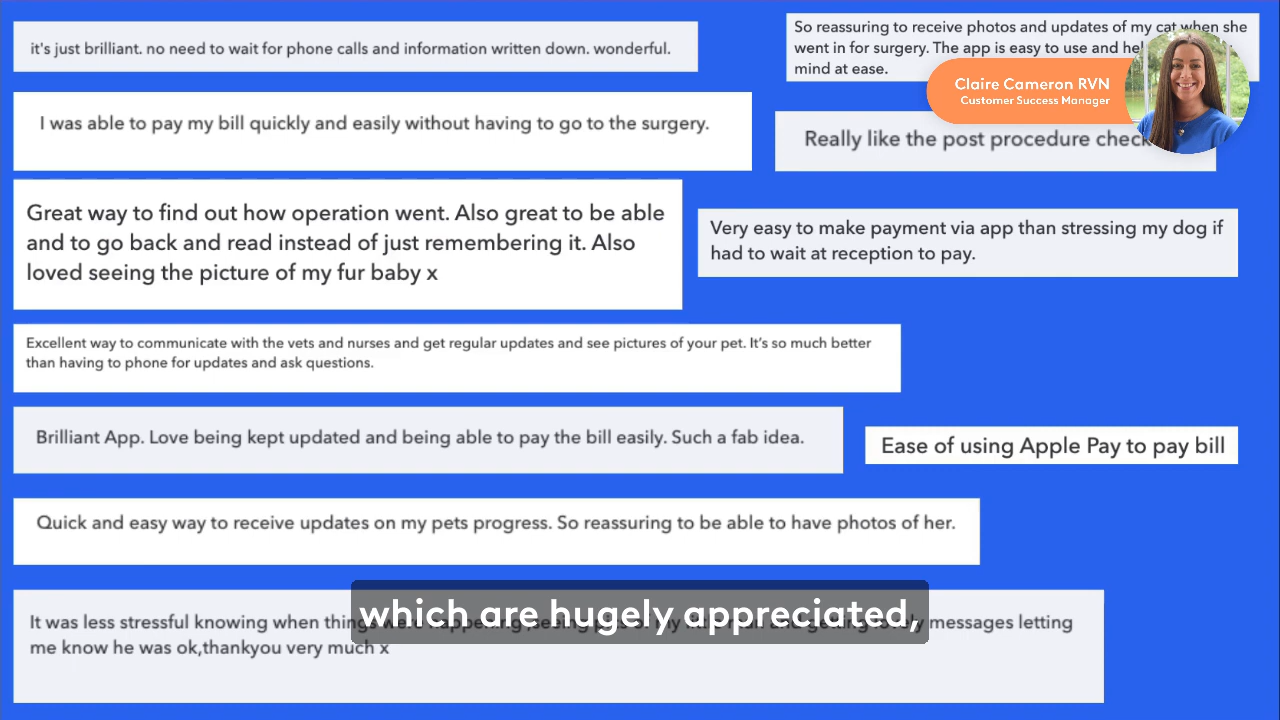 it's just brilliant. no need to wait for phone calls and information written down. wonderful.
So reassuring to receive photos and updates of my cat when she
went in for surgery. The app is easy to use and
mind at ease.
Claire Cameron RVN
Customer Success Manager
I was able to pay my bill quickly and easily without having to go to the surgery.
Really like the post procedure check
Great way to find out how operation went. Also great to be able
and to go back and read instead of just remembering it. Also
loved seeing the picture of my fur baby x
Very easy to make payment via app than stressing my dog if
had to wait at reception to pay.
Excellent way to communicate with the vets and nurses and get regular updates and see pictures of your pet. It's so much better
than having to phone for updates and ask questions.
Brilliant App. Love being kept updated and being able to pay the bill easily. Such a fab idea.
Ease of using Apple Pay to pay bill
Quick and easy way to receive updates on my pets progress. So reassuring to be able to have photos of her.
It was less stressful knowing when messages letting
me know he was ok,thankyou very much x
which are hugely appreciated,